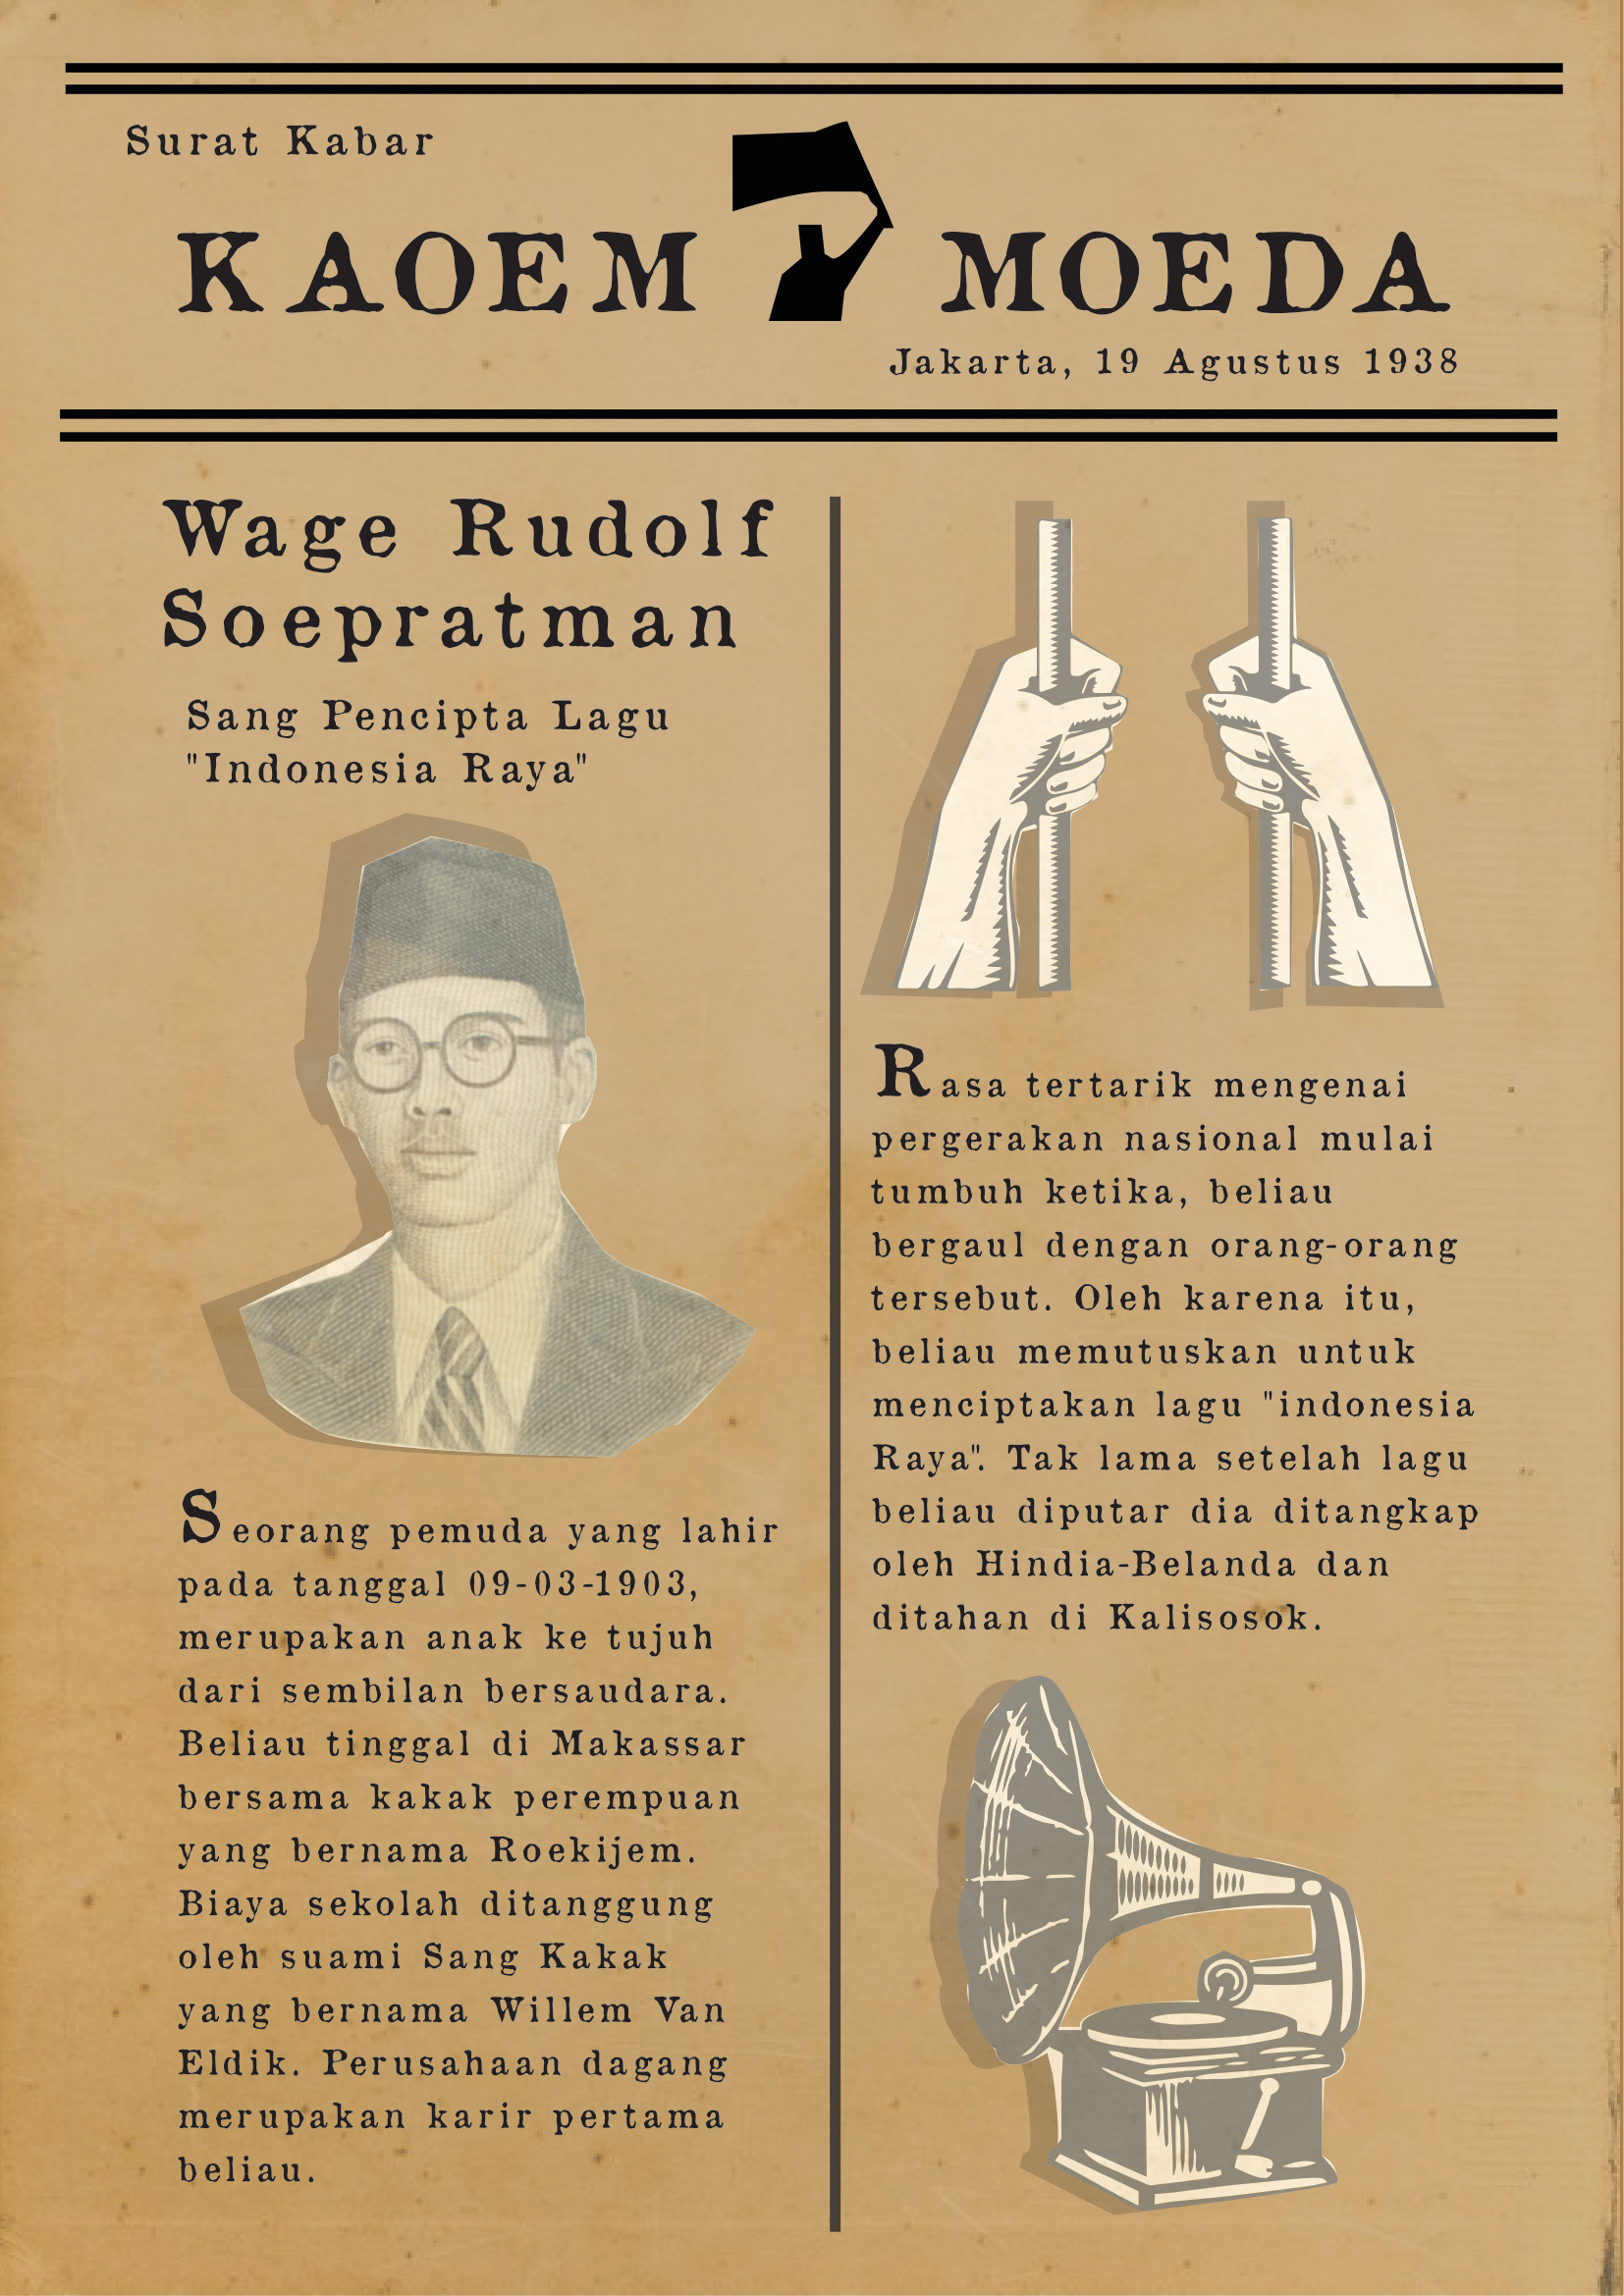 Surat Kabar
KAOEM MOEDA
Jakarta, 19 Agustus 1938
Wage Rudolf
Soepratman
Sang Pencipta Lagu
"Indonesia Raya"
Seorang pemuda yang lahir
pada tanggal 09-03-1903,
merupakan anak ke tujuh
dari sembilan bersaudara.
Beliau tinggal di Makassar
bersama kakak perempuan
yang bernama Roekijem.
Biaya sekolah ditanggung
oleh suami Sang Kakak
yang bernama Willem Van
Eldik. Perusahaan dagang
merupakan karir pertama
beliau.
Rasa tertarik mengenai
pergerakan nasional mulai
tumbuh ketika, beliau
bergaul dengan orang-orang
tersebut. Oleh karena itu,
beliau memutuskan untuk
menciptakan lagu "indonesia
Raya". Tak lama setelah lagu
beliau diputar dia ditangkap
oleh Hindia-Belanda dan
ditahan di Kalisosok.